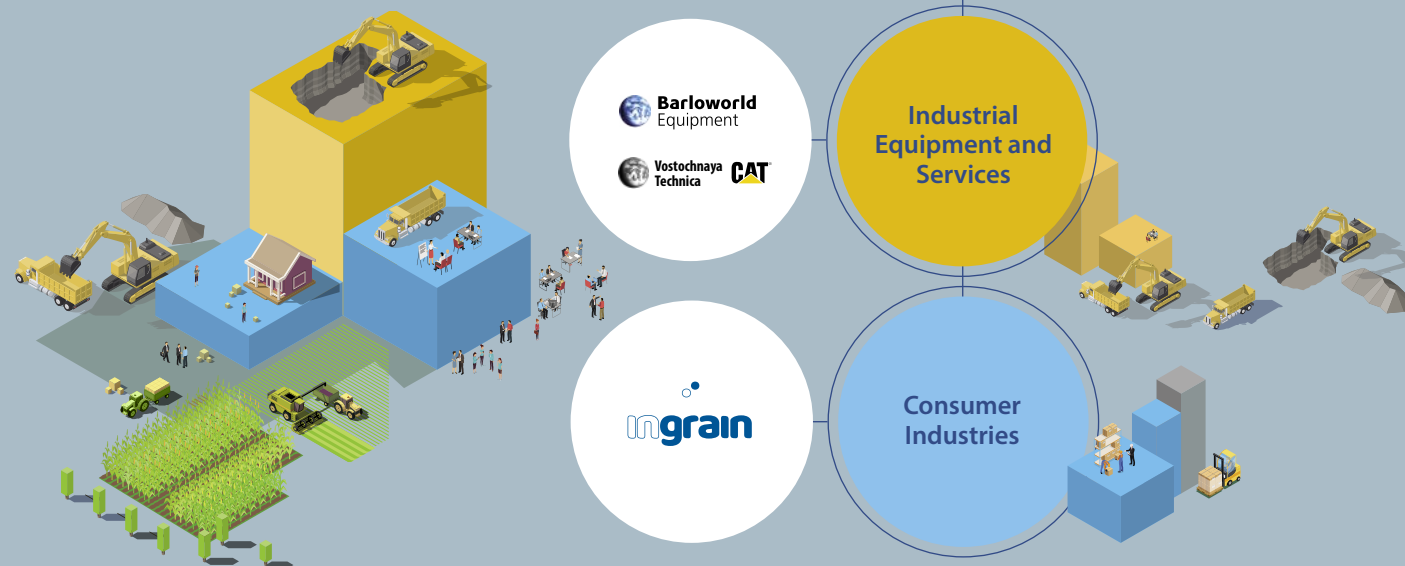 Barloworld
Equipment
Vostochnaya
Technica
CAT
Industrial
Equipment and
Services
ingrain
Consumer
Industries